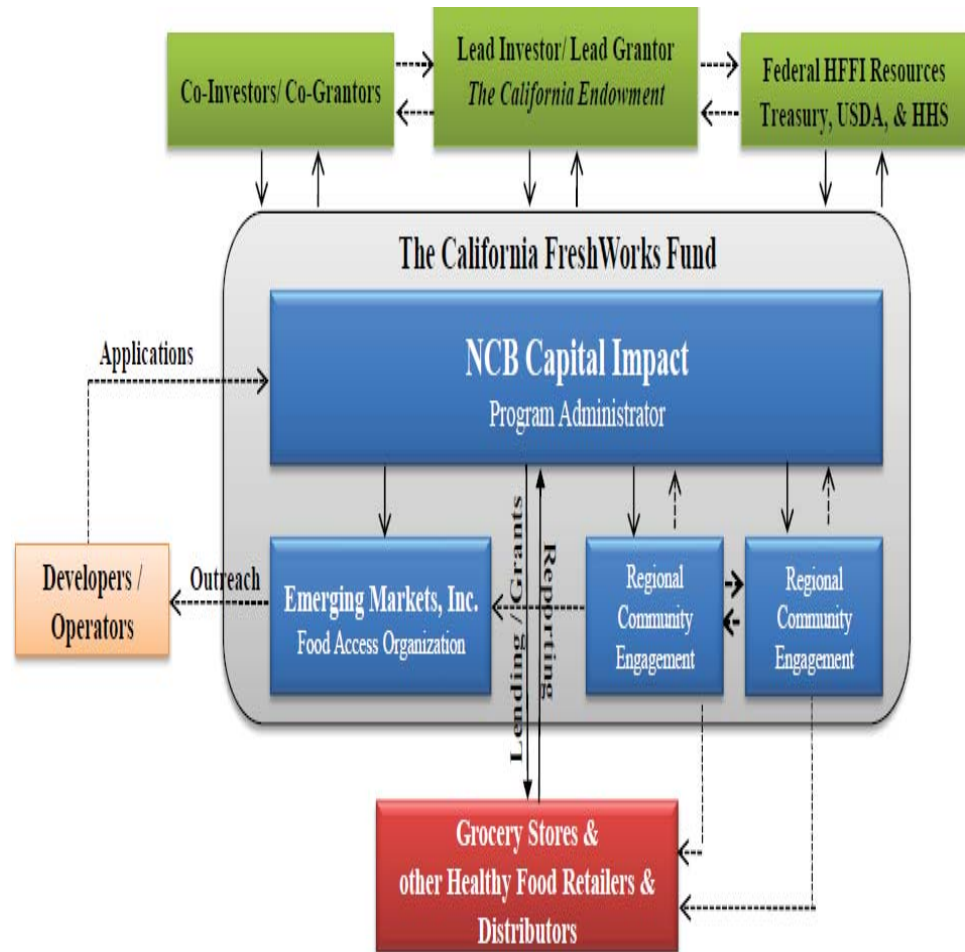 Co-Investors/ Co-Grantors
Lead Investor/ Lead Grantor
The California Endowment
Federal HFFI Resources
Treasury, USDA, & HHS
The California FreshWorks Fund
NCB Capital Impact
Program Administrator
Applications
Developers /
Operators
Outreach
Emerging Markets, Inc.
Food Access Organization
Lending / Grants
Reporting
Regional
Community
Engagement
Regional
Community
Engagement
Grocery Stores &
other Healthy Food Retailers &
Distributors